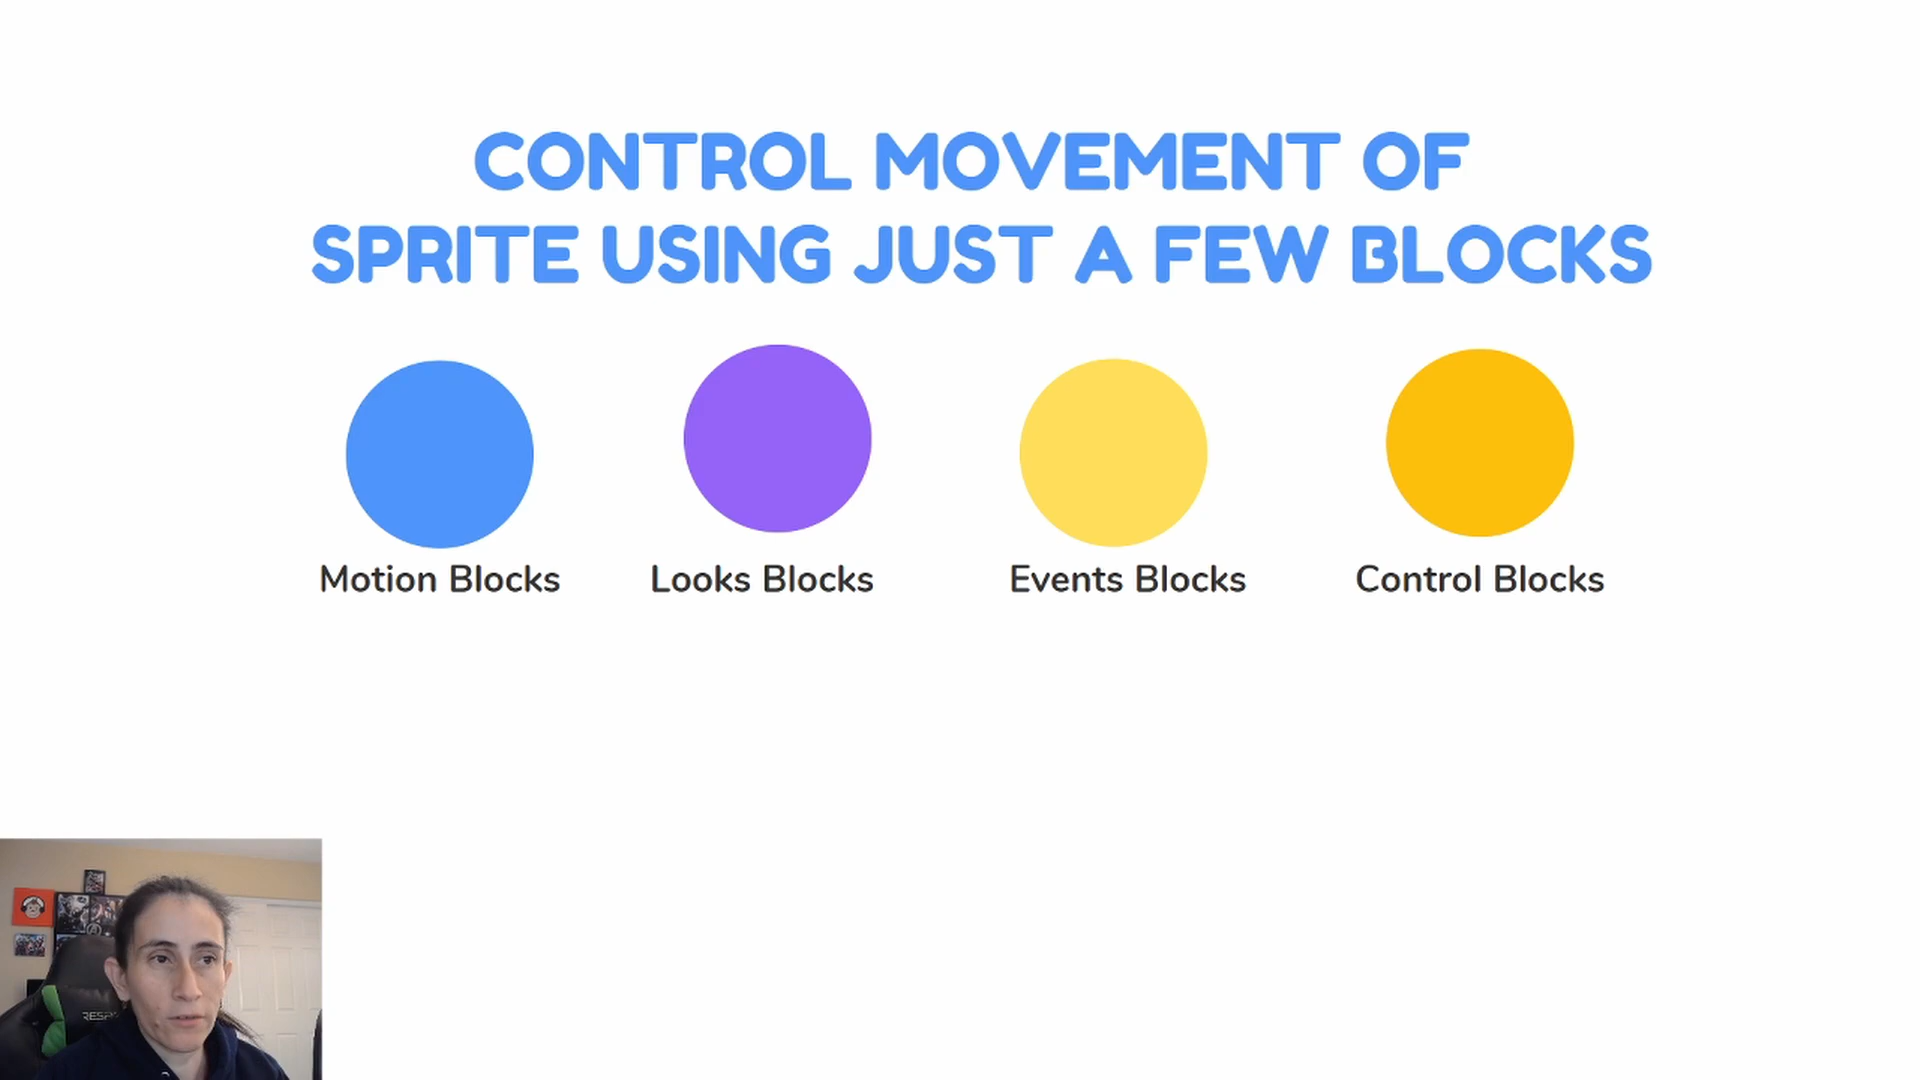 CONTROL MOVEMENT OF
SPRITE USING JUST A FEW BLOCKS
Motion Blocks
Looks Blocks
Events Blocks
Control Blocks